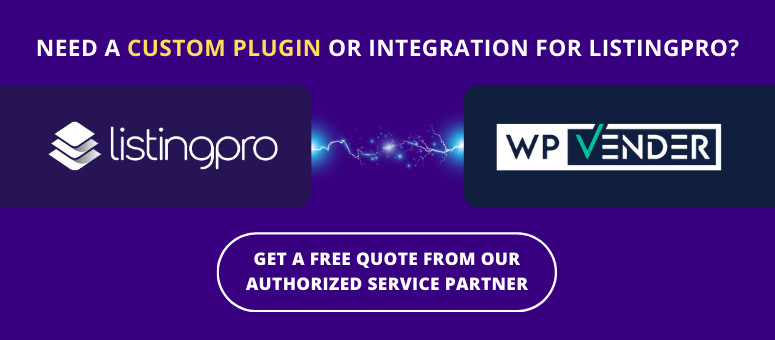 NEED A CUSTOM PLUGIN OR INTEGRATION FOR LISTINGPRO?
listingpro
WP VENDER
GET A FREE QUOTE FROM OUR
AUTHORIZED SERVICE PARTNER